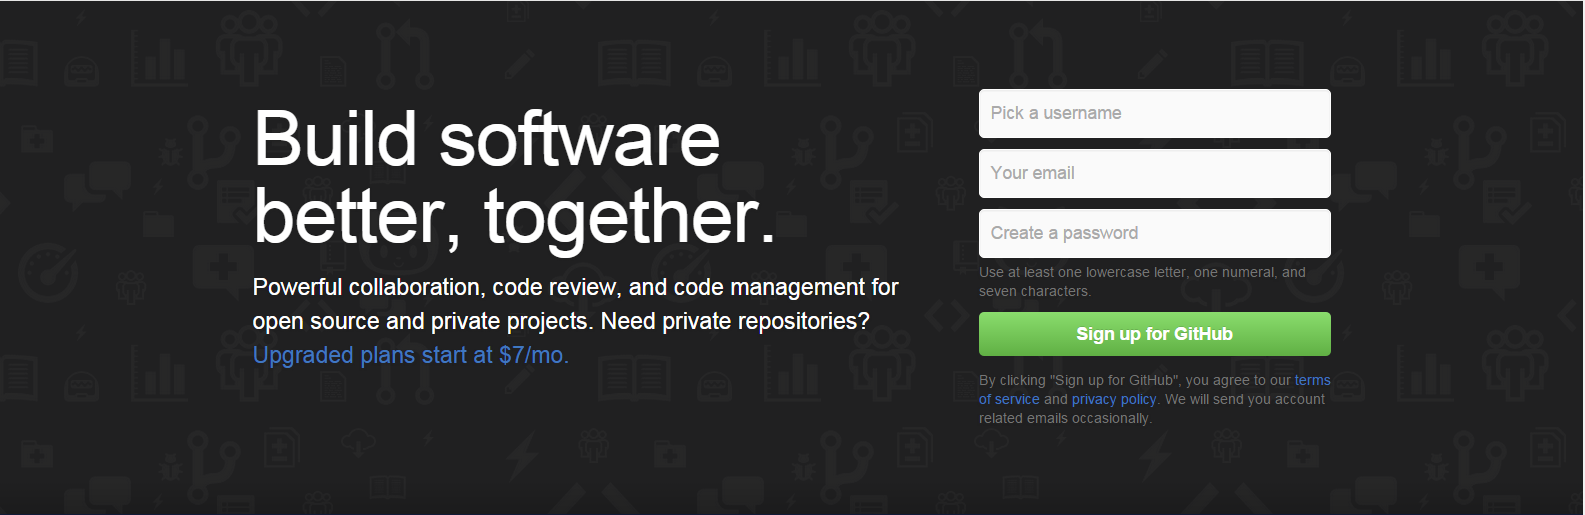 Build software
better, together.
Powerful collaboration, code review, and code management for
open source and private projects. Need private repositories?
Upgraded plans start at $7/mo.
Pick a username
Your email
Create a password
Use at least one lowercase letter, one numeral, and
seven characters.
Sign up for GitHub
By clicking "Sign up for GitHub", you agree to our terms
of service and privacy policy. We will send you account
related emails occasionally.